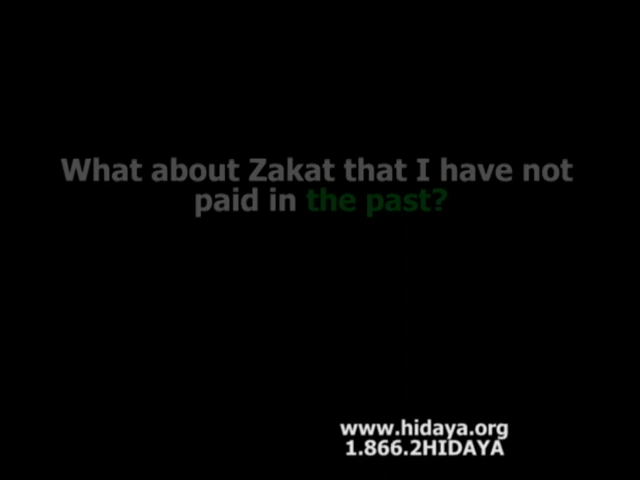 What about Zakat that I have not
paid in the past?
www.hidaya.org
1.866.2HIDAYA